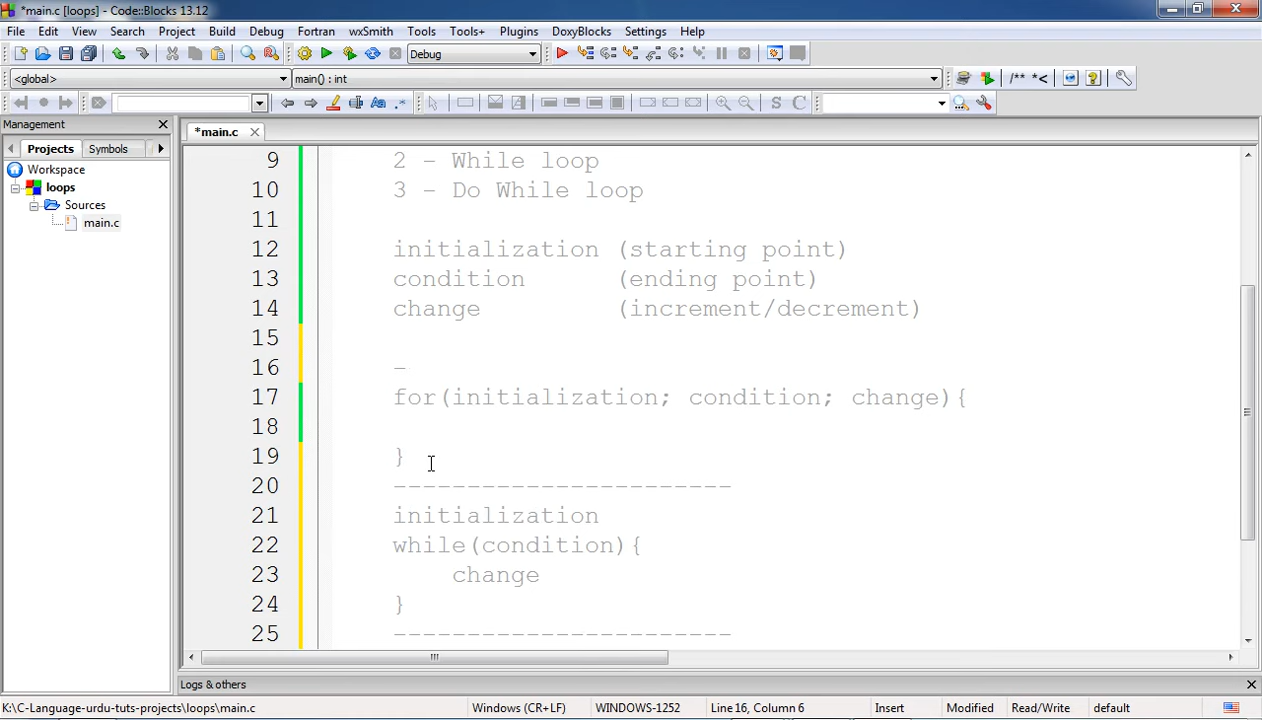 *main.c [loops] - Code::Blocks 13.12
File Edit View Search Project Build Debug Fortran wxSmith Tools Tools+ Plugins DoxyBlocks Settings Help
Debug
<global> main() : int /** *<
S C
Management
*main.c
Projects Symbols
Workspace
loops
Sources
main.c
9 2 - While loop
10 3 - Do While loop
11
12 initialization (starting point)
13 condition (ending point)
14 change (increment/decrement)
15
16 -
17 for(initialization; condition; change){
18
19 }
20 -----------------------
21 initialization
22 while(condition){
23 change
24 }
25 -----------------------
Logs & others
K:\C-Language-urdu-tuts-projects\loops\main.c Windows (CR+LF) WINDOWS-1252 Line 16, Column 6 Insert Modified Read/Write default